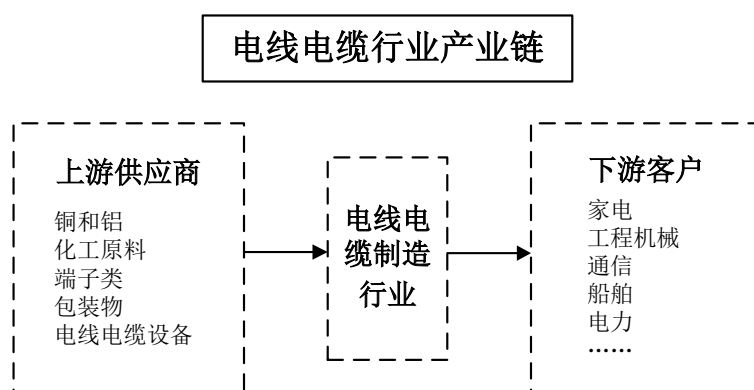 电线电缆行业产业链
上游供应商
铜和铝
化工原料
端子类
包装物
电线电缆设备
电线电
缆制造
行业
下游客户
家电
工程机械
通信
船舶
电力
……